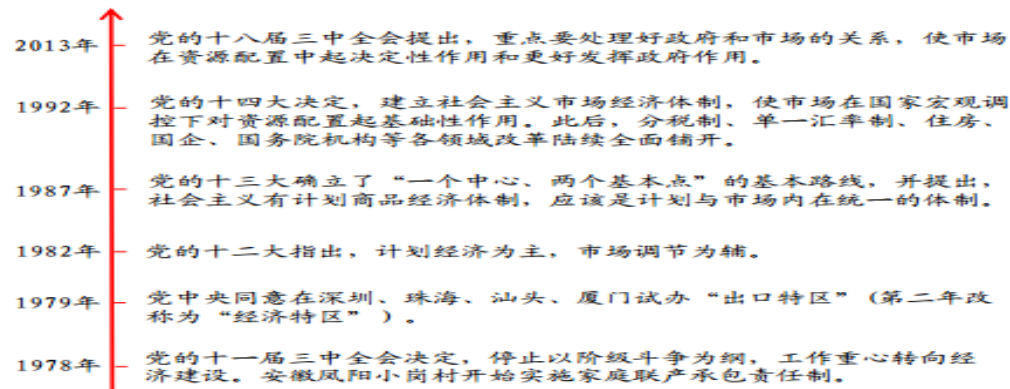 2013年
党的十八届三中全会提出，重点要处理好政府和市场的关系，使市场
在资源配置中起决定性作用和更好发挥政府作用。
1992年
党的十四大决定，建立社会主义市场经济体制，使市场在国家宏观调
控下对资源配置起基础性作用。此后，分税制、单一汇率制、住房、
国企、国务院机构等各领域改革陆续全面铺开。
1987年
党的十三大确立了“一个中心、两个基本点”的基本路线，并提出，
社会主义有计划商品经济体制，应该是计划与市场内在统一的体制。
1982年
党的十二大指出，计划经济为主，市场调节为辅。
1979年
党中央同意在深圳、珠海、汕头、厦门试办“出口特区”(第二年改
称为“经济特区”)。
1978年
党的十一届三中全会决定，停止以阶级斗争为纲，工作重心转向经
济建设。安徽凤阳小岗村开始实施家庭联产承包责任制。